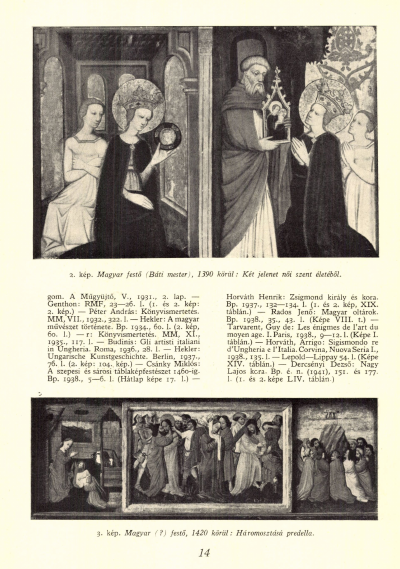 2. kép. Magyar festő (Báti mester), 1390 körül: Két jelenet női szent életéből.
gom. A Műgyüjtő, V., 1931., 2. lap. —
Genthon: RMF, 23—26. l. (1. és 2. kép:
2. kép.) — Péter András: Könyvismertetés.
MM, VII., 1932., 222. l. — Hekler: A magyar
művészet története. Bp. 1934., 60. l. (2. kép,
60. l.) — r: Könyvismertetés. MM, XI.,
1935., 117. l. — Budinis: Gli artisti italiani
in Ungheria. Roma, 1936., 28. l. — Hekler:
Ungarische Kunstgeschichte. Berlin, 1937.,
76. l. (2. kép: 104. kép.) — Csánky Miklós:
A szepesi és sárosi táblaképfestészet 1460-ig.
Bp. 1938., 5—6. l. (Hátlap képe 17. l.) —
Horváth Henrik: Zsigmond király és kora.
Bp. 1937., 132—134. l. (1. és 2. kép, XIX.
táblán.) — Rados Jenő: Magyar oltárok.
Bp. 1938., 35., 43. l. (Képe VIII. t.) —
Tarvarent, Guy de: Les énigmes de l'art du
moyen age. I. Paris, 1938., 9—12. l. (Képe I.
táblán.) — Horváth, Arrigo: Sigismondo re
d'Ungheria e l'Italia. Corvina, Nuova Seria I.,
1938., 135. l. — Lepold—Lippay 54. l. (Képe
XIV. táblán.) — Dercsényi Dezső: Nagy
Lajos kora. Bp. é. n. (1941), 151. és 177.
l. (1. és 2. képe LIV. táblán.)
3. kép. Magyar (?) festő, 1420 körül: Háromosztású predella.
14